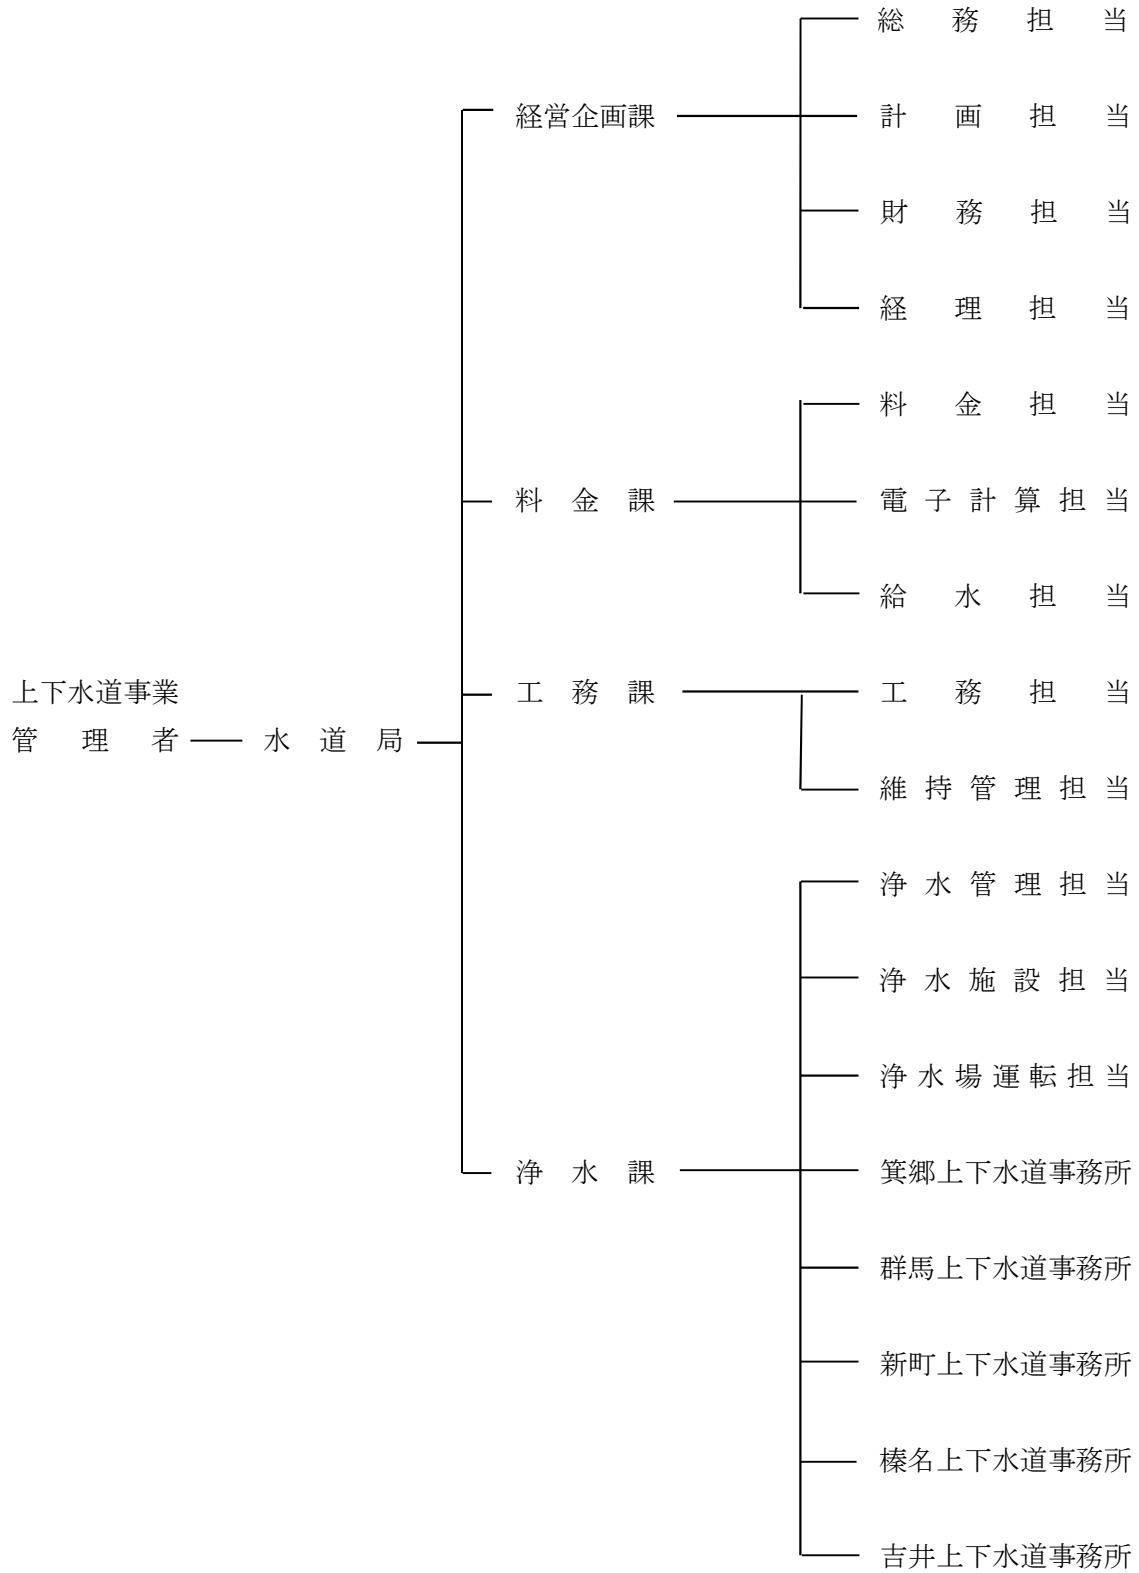 総務担当
経営企画課 計画担当
財務担当
経理担当
料金担当
料金課 電子計算担当
給水担当
上下水道事業 工務課 工務担当
管理者 水道局
維持管理担当
浄水管理担当
浄水施設担当
浄水場運転担当
浄水課 箕郷上下水道事務所
群馬上下水道事務所
新町上下水道事務所
榛名上下水道事務所
吉井上下水道事務所